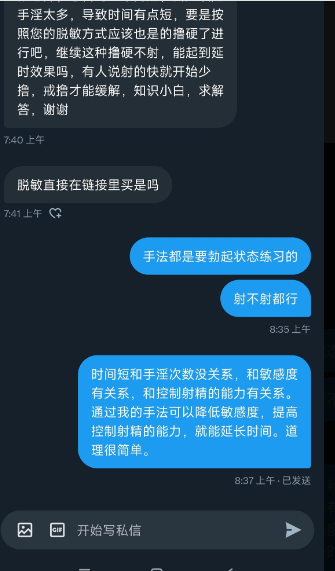 手淫太多，导致时间有点短，要是按
照您的脱敏方式应该也是的撸硬了进
行吧，继续这种撸硬不射，能起到延
时效果吗，有人说射的快就开始少
撸，戒撸才能缓解，知识小白，求解
答，谢谢
7:40 上午
脱敏直接在链接里买是吗
7:41 上午
手法都是要勃起状态练习的
射不射都行
8:35 上午
时间短和手淫次数没关系，和敏感度
有关系，和控制射精的能力有关系。
通过我的手法可以降低敏感度，提高
控制射精的能力，就能延长时间。道
理很简单。
8:37 上午 · 已发送
GIF
开始写私信